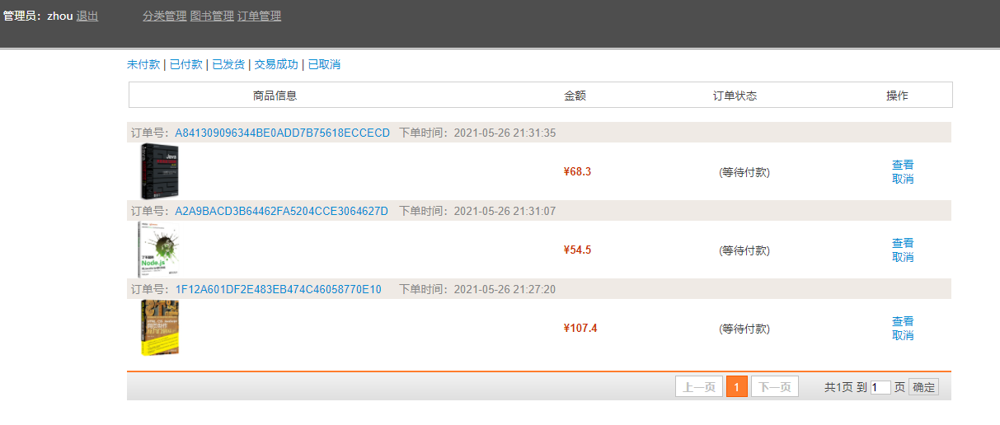 管理员：zhou 退出 分类管理 图书管理 订单管理
未付款 | 已付款 | 已发货 | 交易成功 | 已取消
商品信息 金额 订单状态 操作
订单号：A841309096344BE0ADD7B75618ECCECD 下单时间：2021-05-26 21:31:35
Java
¥68.3 (等待付款) 查看
取消
订单号：A2A9BACD3B64462FA5204CCE3064627D 下单时间：2021-05-26 21:31:07
Node.js
¥54.5 (等待付款) 查看
取消
订单号：1F12A601DF2E483EB474C46058770E10 下单时间：2021-05-26 21:27:20
¥107.4 (等待付款) 查看
取消
上一页 1 下一页 共1页 到 1 页 确定